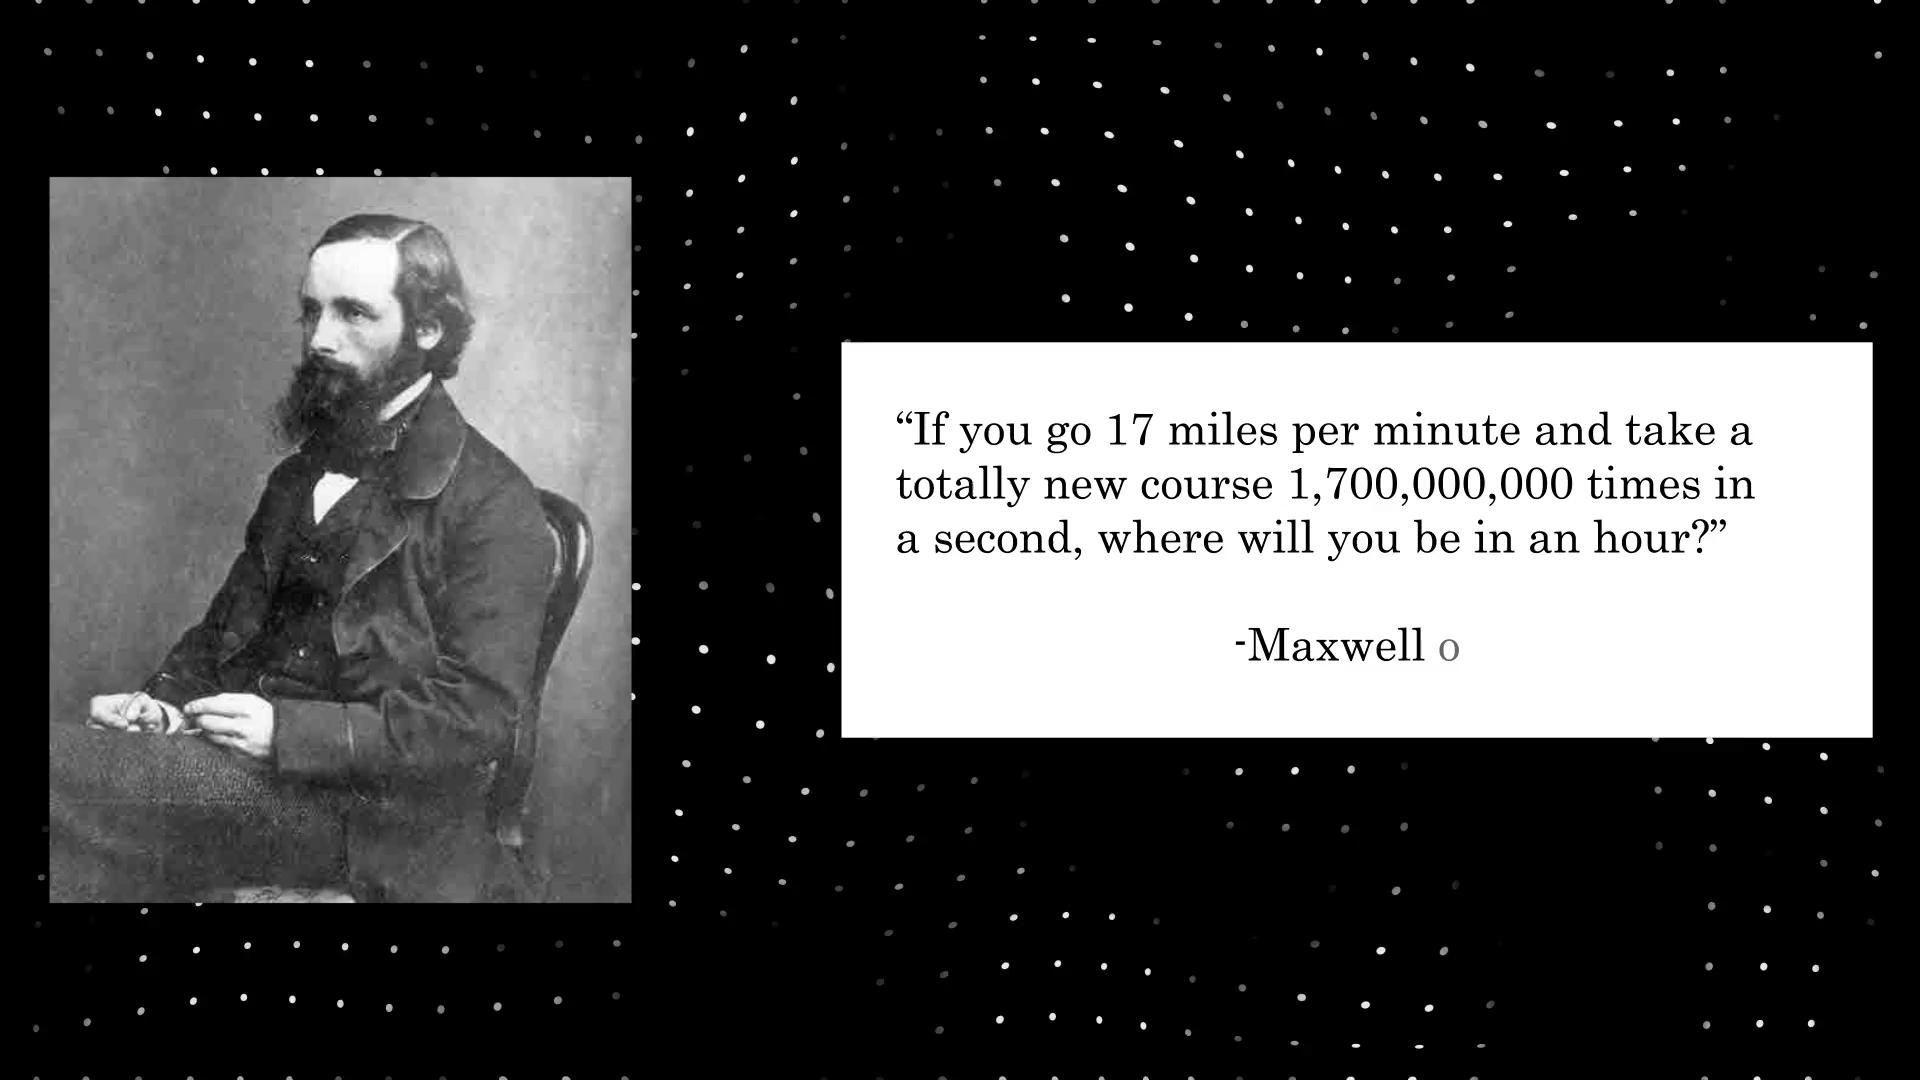 “If you go 17 miles per minute and take a
totally new course 1,700,000,000 times in
a second, where will you be in an hour?”
-Maxwell o